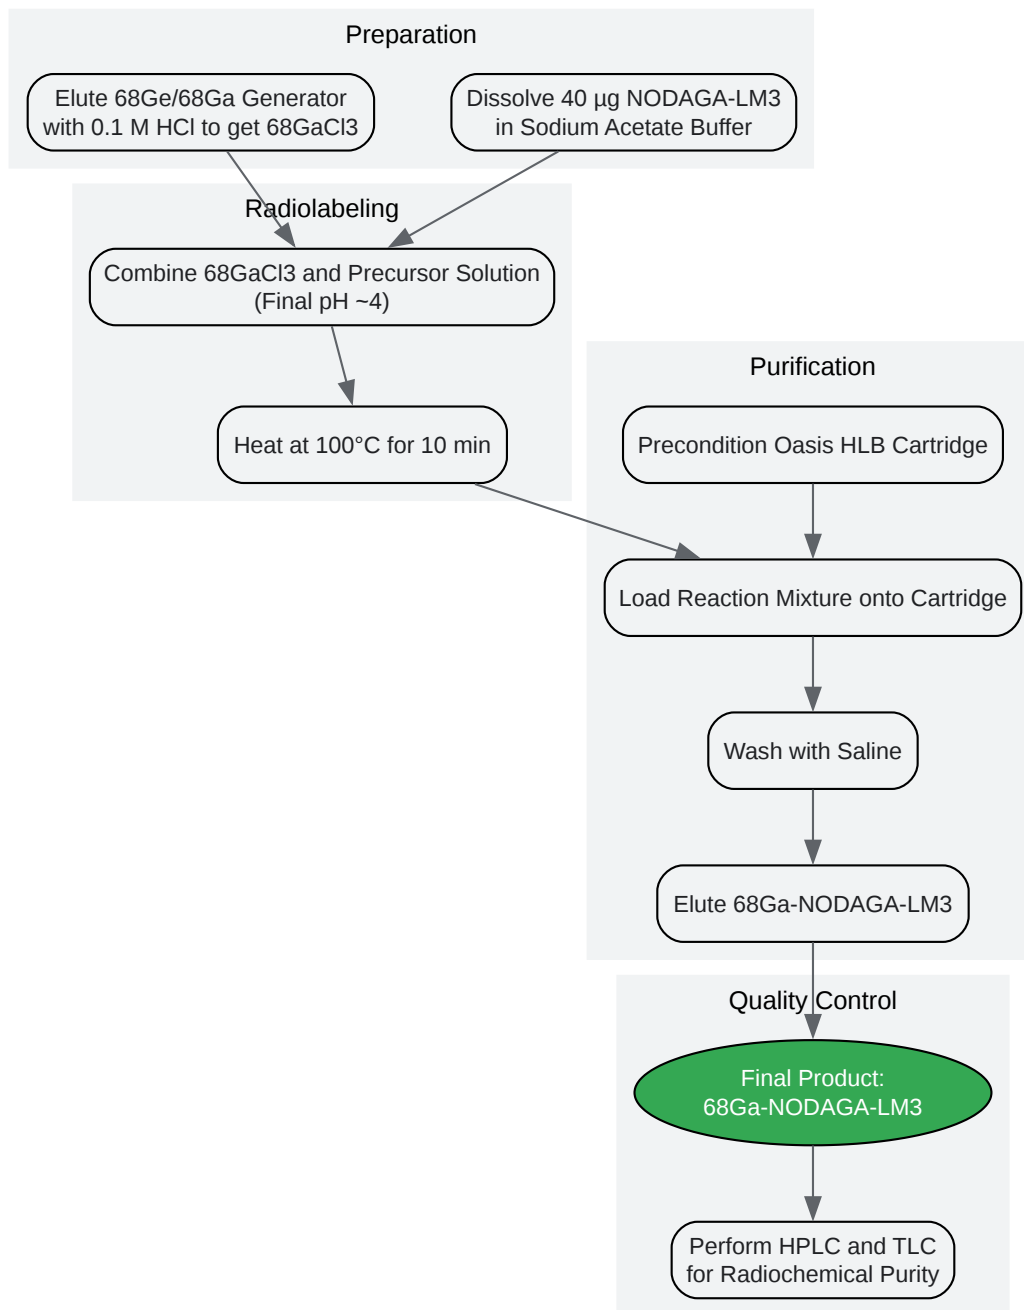 Preparation
Elute 68Ge/68Ga Generator
with 0.1 M HCl to get 68GaCl3
Dissolve 40 µg NODAGA-LM3
in Sodium Acetate Buffer
Radiolabeling
Combine 68GaCl3 and Precursor Solution
(Final pH ~4)
Heat at 100°C for 10 min
Purification
Precondition Oasis HLB Cartridge
Load Reaction Mixture onto Cartridge
Wash with Saline
Elute 68Ga-NODAGA-LM3
Quality Control
Final Product:
68Ga-NODAGA-LM3
Perform HPLC and TLC
for Radiochemical Purity